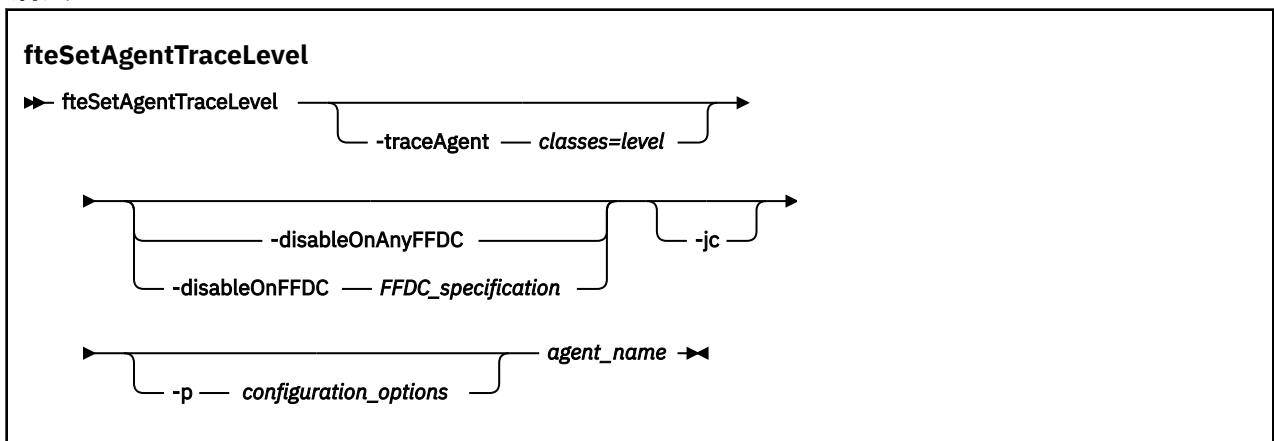 fteSetAgentTraceLevel
fteSetAgentTraceLevel
-traceAgent classes=level
-disableOnAnyFFDC
-jc
-disableOnFFDC FFDC_specification
agent_name
-p configuration_options